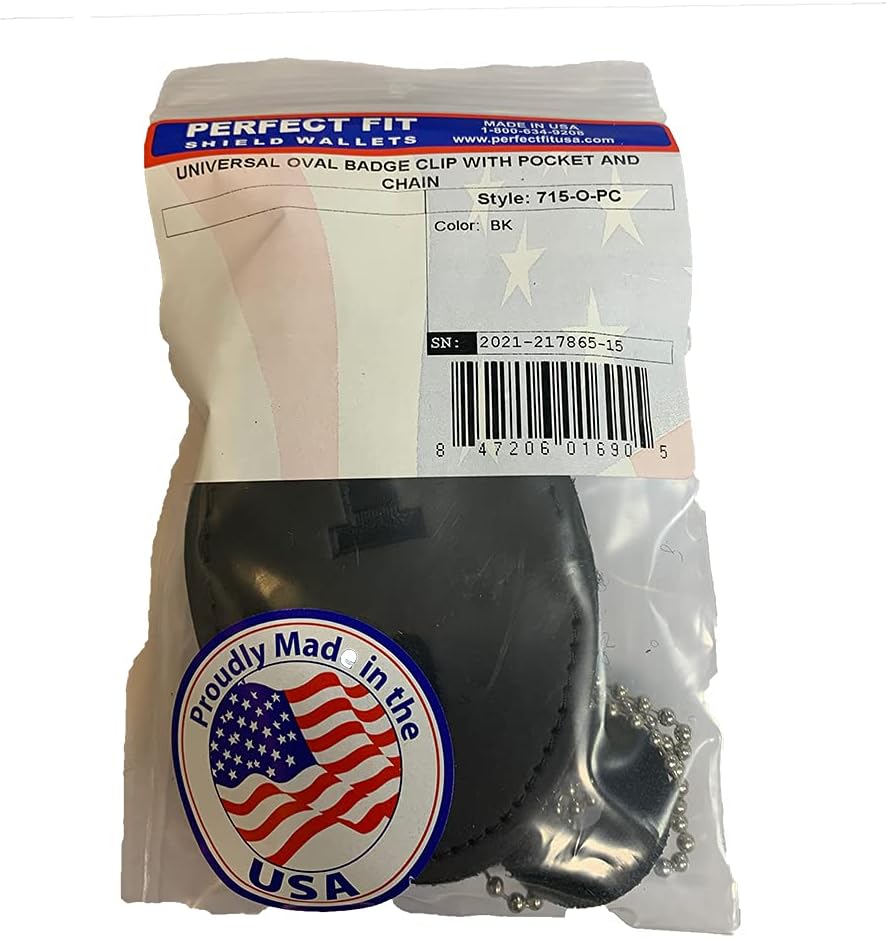 PERFECT FIT
SHIELD WALLETS
MADE IN USA
1-800-634-9208
www.perfectfitusa.com
UNIVERSAL OVAL BADGE CLIP WITH POCKET AND
CHAIN
Style: 715-O-PC
Color: BK
SN: 2021-217865-15
8 47206 01690 5
Proudly Made in the
USA